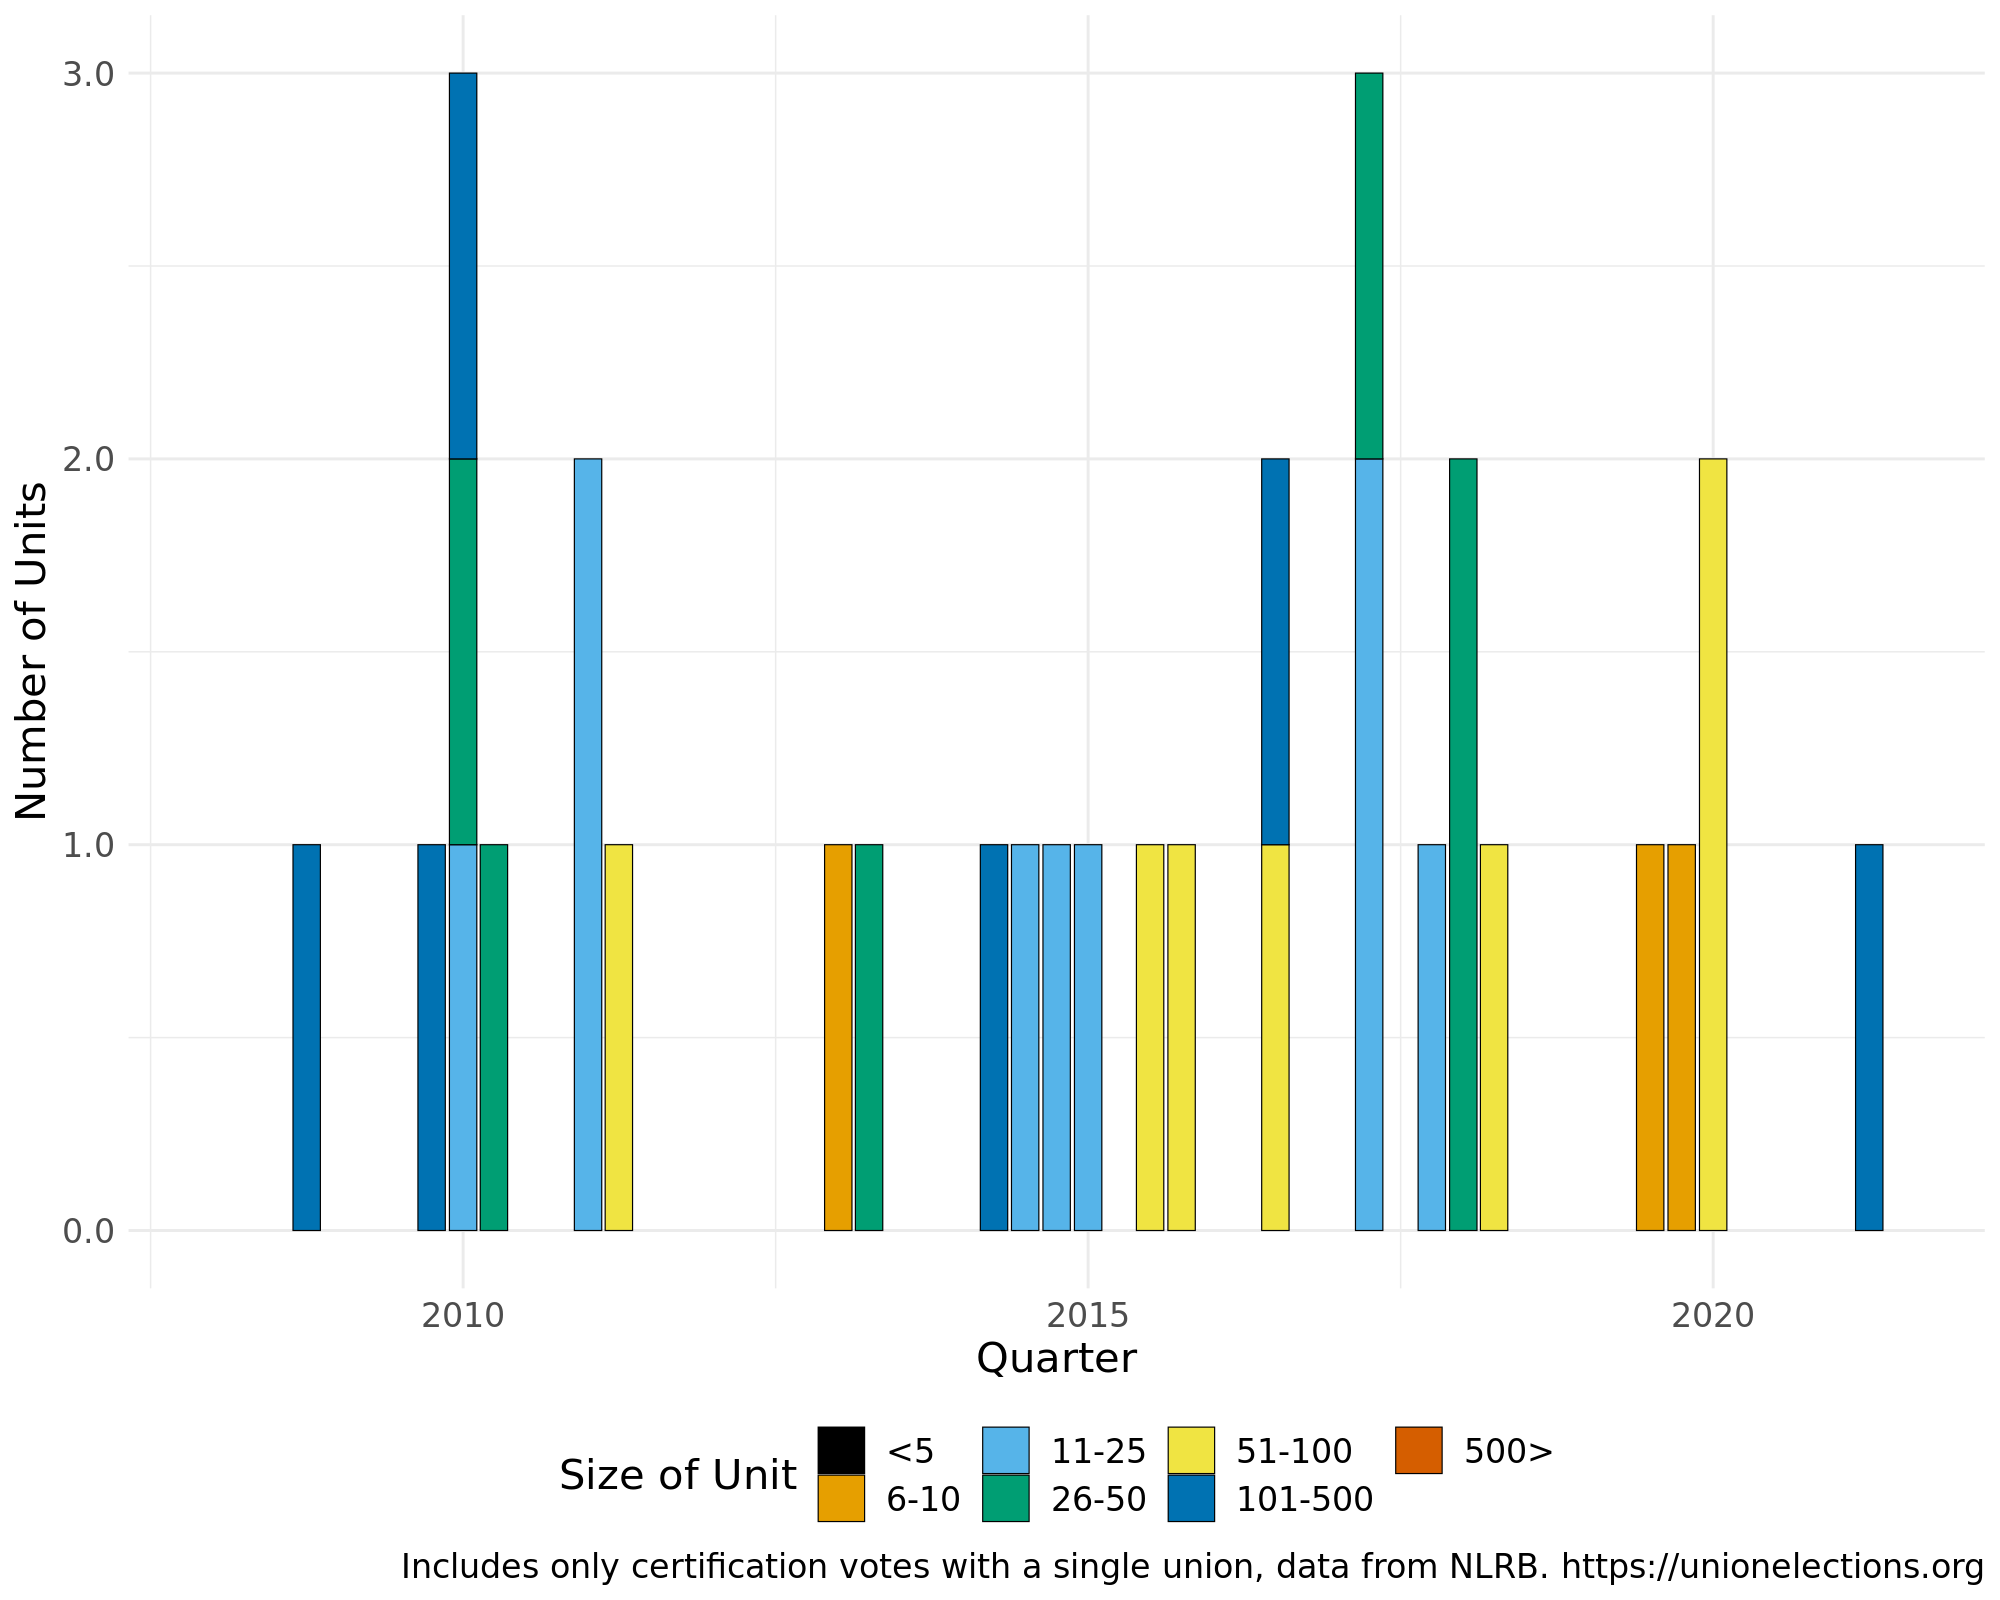 3.0
2.0
1.0
0.0
Number of Units
2010 2015 2020
Quarter
Size of Unit
<5 11-25 51-100 500>
6-10 26-50 101-500
Includes only certification votes with a single union, data from NLRB. https://unionelections.org